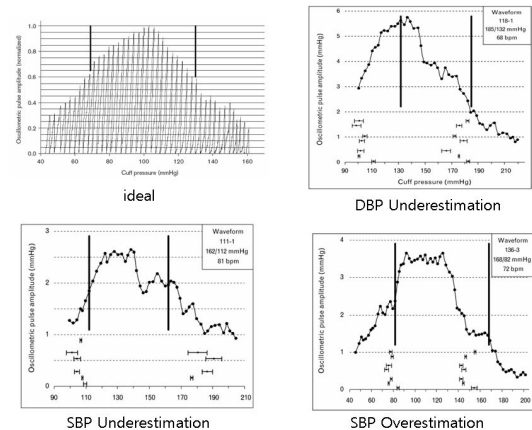 Oscillometric pulse amplitude (normalized)
1.0
0.8
0.6
0.4
0.2
0.0
40 60 80 100 120 140 160
Cuff pressure (mmHg)
ideal
Oscillometric pulse amplitude (mmHg)
6
5
4
3
2
1
0
Waveform
118-1
185/132 mmHg
68 bpm
90 110 130 150 170 190 210
Cuff pressure (mmHg)
DBP Underestimation
Oscillometric pulse amplitude (mmHg)
3
2
1
0
Waveform
111-1
162/112 mmHg
81 bpm
90 110 130 150 170 190 210
SBP Underestimation
Oscillometric pulse amplitude (mmHg)
4
3
2
1
0
Waveform
136-3
168/82 mmHg
72 bpm
40 60 80 100 120 140 160 180 200
SBP Overestimation